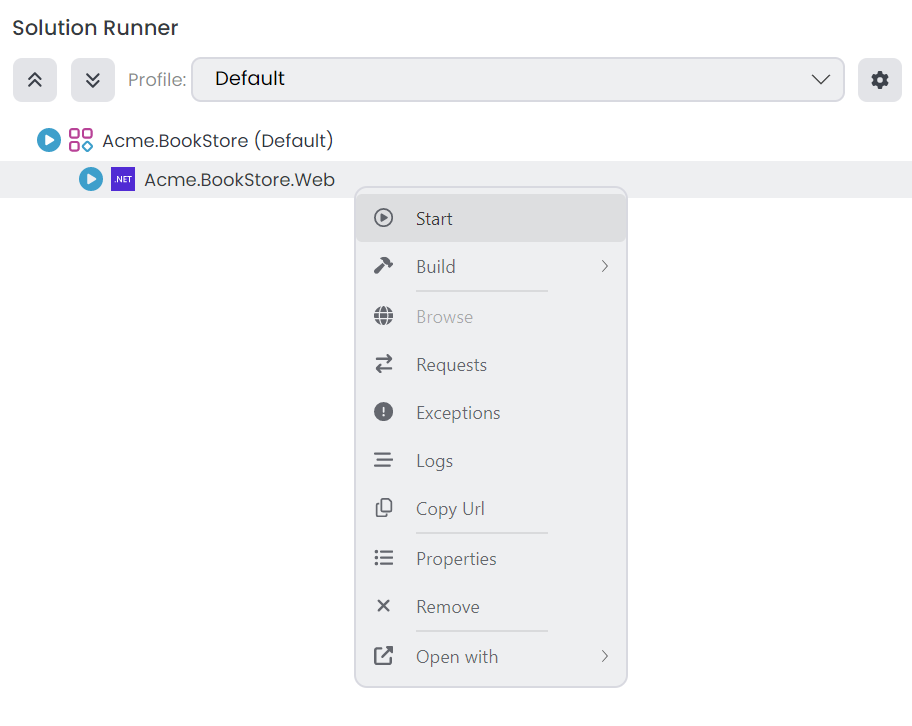 Solution Runner
Profile: Default
Acme.BookStore (Default)
.NET Acme.BookStore.Web
Start
Build
Browse
Requests
Exceptions
Logs
Copy Url
Properties
Remove
Open with